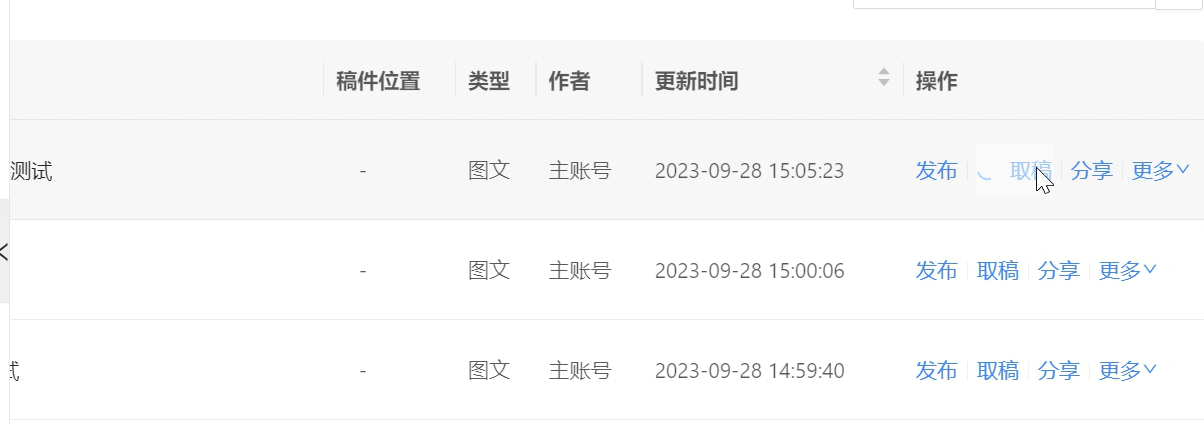 稿件位置 类型 作者 更新时间 操作
测试 - 图文 主账号 2023-09-28 15:05:23 发布 取稿 分享 更多
- 图文 主账号 2023-09-28 15:00:06 发布 取稿 分享 更多
试 - 图文 主账号 2023-09-28 14:59:40 发布 取稿 分享 更多